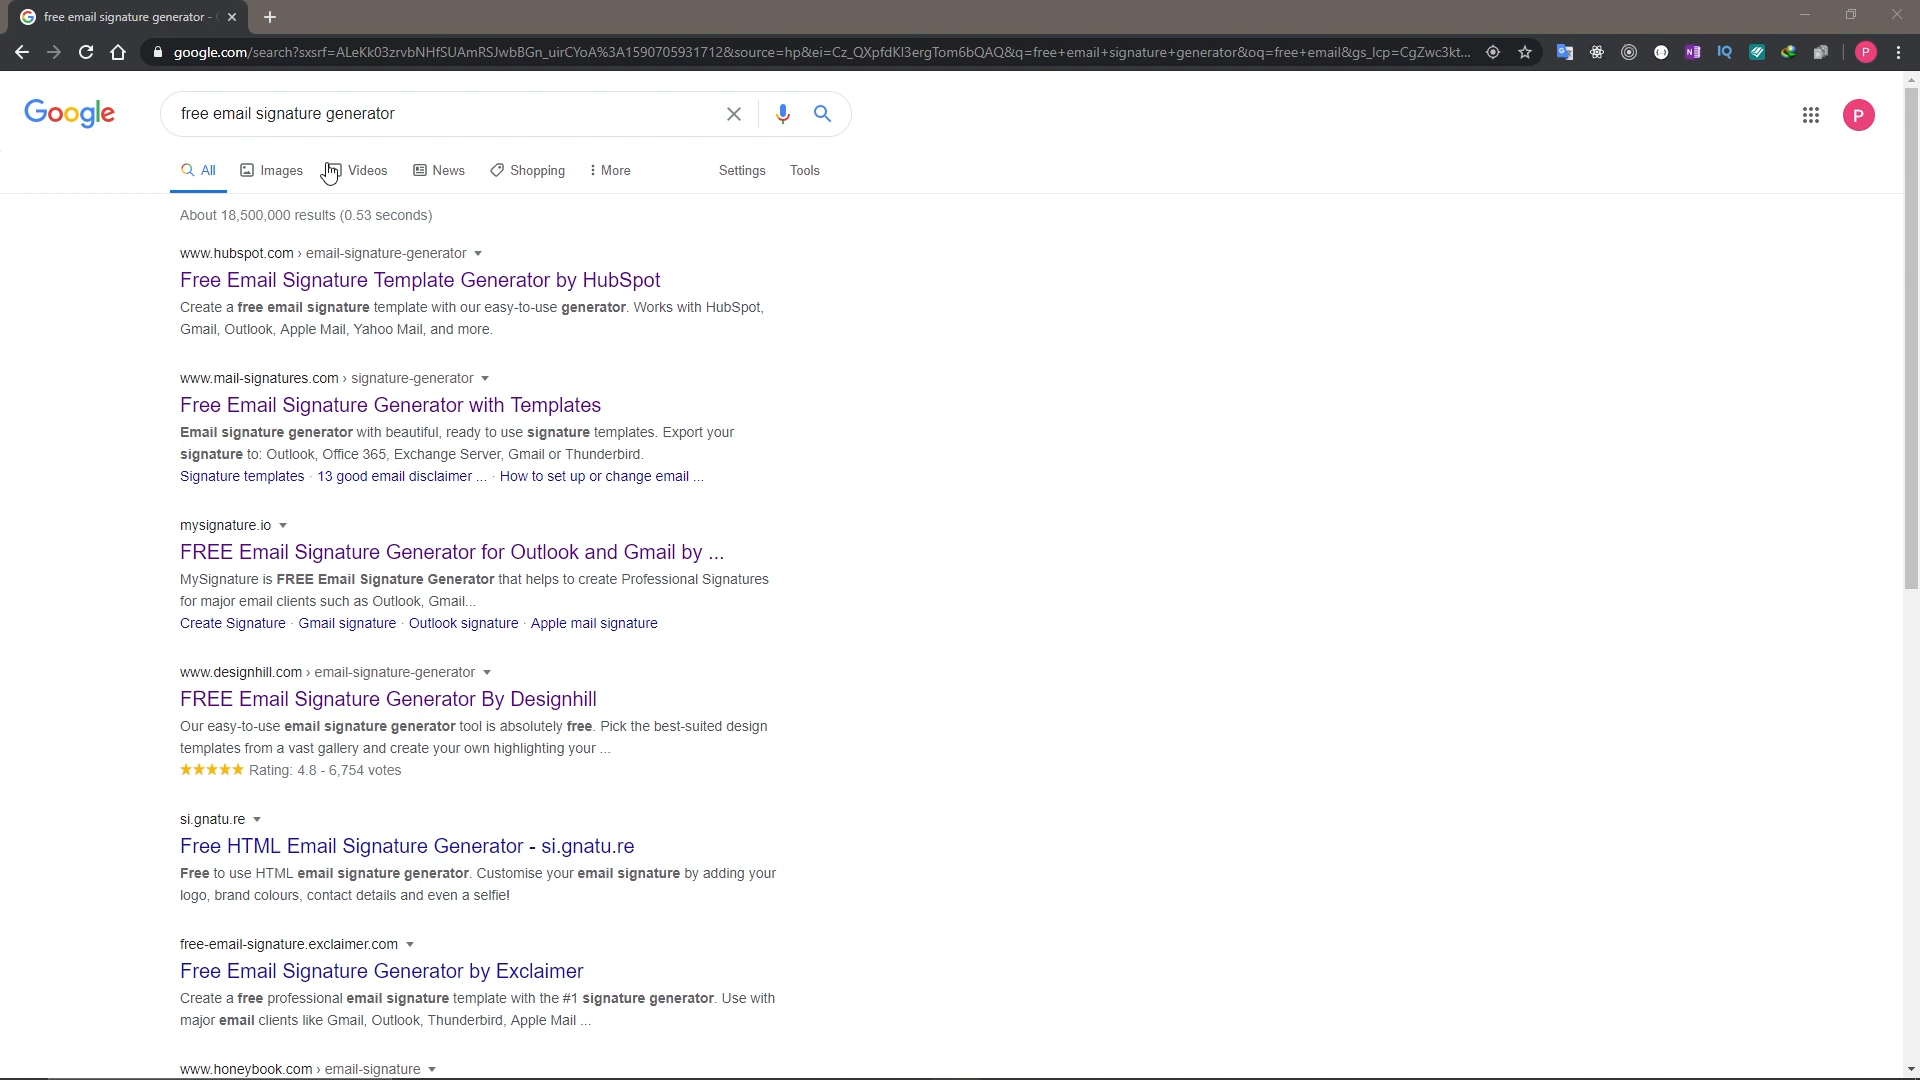 free email signature generator -
google.com/search?sxsrf=ALeKk03zrvbNHfSUAmRSJwbBGn_uirCYoA%3A1590705931712&source=hp&ei=Cz_QXpfdKI3ergTom6bQAQ&q=free+email+signature+generator&oq=free+email&gs_lcp=CgZwc3kt...
P
Google
free email signature generator
P
All
Images
Videos
News
Shopping
More
Settings
Tools
About 18,500,000 results (0.53 seconds)
www.hubspot.com › email-signature-generator
Free Email Signature Template Generator by HubSpot
Create a free email signature template with our easy-to-use generator. Works with HubSpot,
Gmail, Outlook, Apple Mail, Yahoo Mail, and more.
www.mail-signatures.com › signature-generator
Free Email Signature Generator with Templates
Email signature generator with beautiful, ready to use signature templates. Export your
signature to: Outlook, Office 365, Exchange Server, Gmail or Thunderbird.
Signature templates · 13 good email disclaimer ... · How to set up or change email ...
mysignature.io
FREE Email Signature Generator for Outlook and Gmail by ...
MySignature is FREE Email Signature Generator that helps to create Professional Signatures
for major email clients such as Outlook, Gmail...
Create Signature · Gmail signature · Outlook signature · Apple mail signature
www.designhill.com › email-signature-generator
FREE Email Signature Generator By Designhill
Our easy-to-use email signature generator tool is absolutely free. Pick the best-suited design
templates from a vast gallery and create your own highlighting your ...
★★★★★ Rating: 4.8 - 6,754 votes
si.gnatu.re
Free HTML Email Signature Generator - si.gnatu.re
Free to use HTML email signature generator. Customise your email signature by adding your
logo, brand colours, contact details and even a selfie!
free-email-signature.exclaimer.com
Free Email Signature Generator by Exclaimer
Create a free professional email signature template with the #1 signature generator. Use with
major email clients like Gmail, Outlook, Thunderbird, Apple Mail ...
www.honeybook.com › email-signature